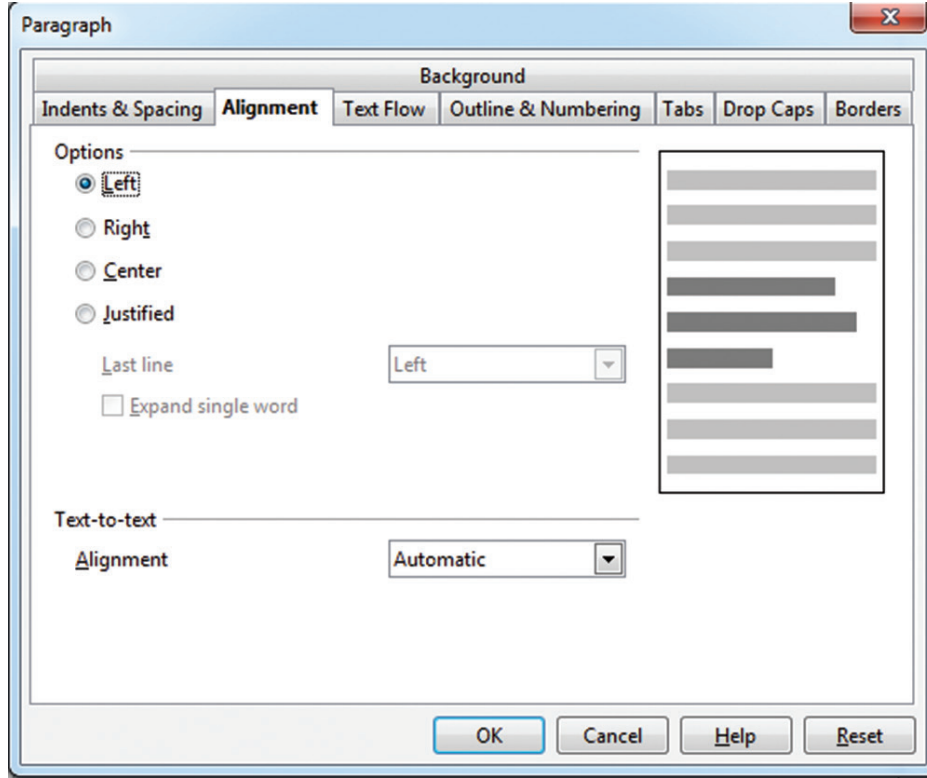 Paragraph
Background
Indents & Spacing Alignment Text Flow Outline & Numbering Tabs Drop Caps Borders
Options
Left
Right
Center
Justified
Last line Left
Expand single word
Text-to-text
Alignment Automatic
OK Cancel Help Reset